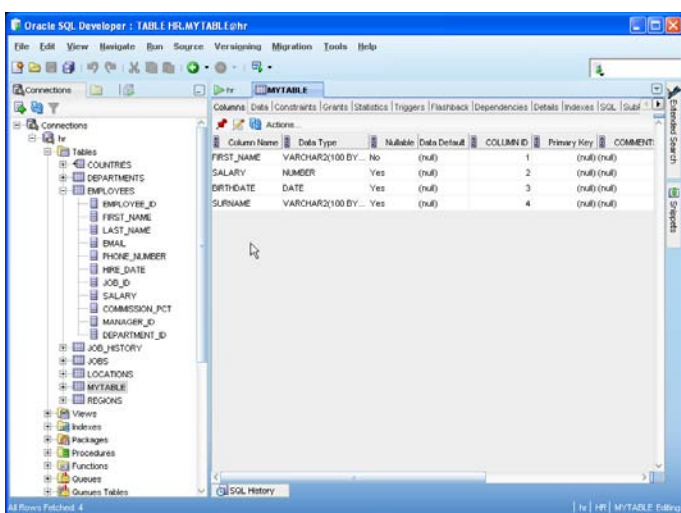 Oracle SQL Developer : TABLE HR.MYTABLE@hr
File Edit View Navigate Run Source Versioning Migration Tools Help
Connections
hr MYTABLE
Columns Data Constraints Grants Statistics Triggers Flashback Dependencies Details Indexes SQL
Actions...
Column Name Data Type Nullable Data Default COLUMN ID Primary Key COMMENT
FIRST_NAME VARCHAR2(100 BY... No (null) 1 (null) (null)
SALARY NUMBER Yes (null) 2 (null) (null)
BIRTHDATE DATE Yes (null) 3 (null) (null)
SURNAME VARCHAR2(100 BY... Yes (null) 4 (null) (null)
Connections
hr
Tables
COUNTRIES
DEPARTMENTS
EMPLOYEES
EMPLOYEE_ID
FIRST_NAME
LAST_NAME
EMAIL
PHONE_NUMBER
HIRE_DATE
JOB_ID
SALARY
COMMISSION_PCT
MANAGER_ID
DEPARTMENT_ID
JOB_HISTORY
JOBS
LOCATIONS
MYTABLE
REGIONS
Views
Indexes
Packages
Procedures
Functions
Queues
Queues Tables
Extended Search
Snippets
SQL History
All Rows Fetched: 4
hr HR MYTABLE Editing